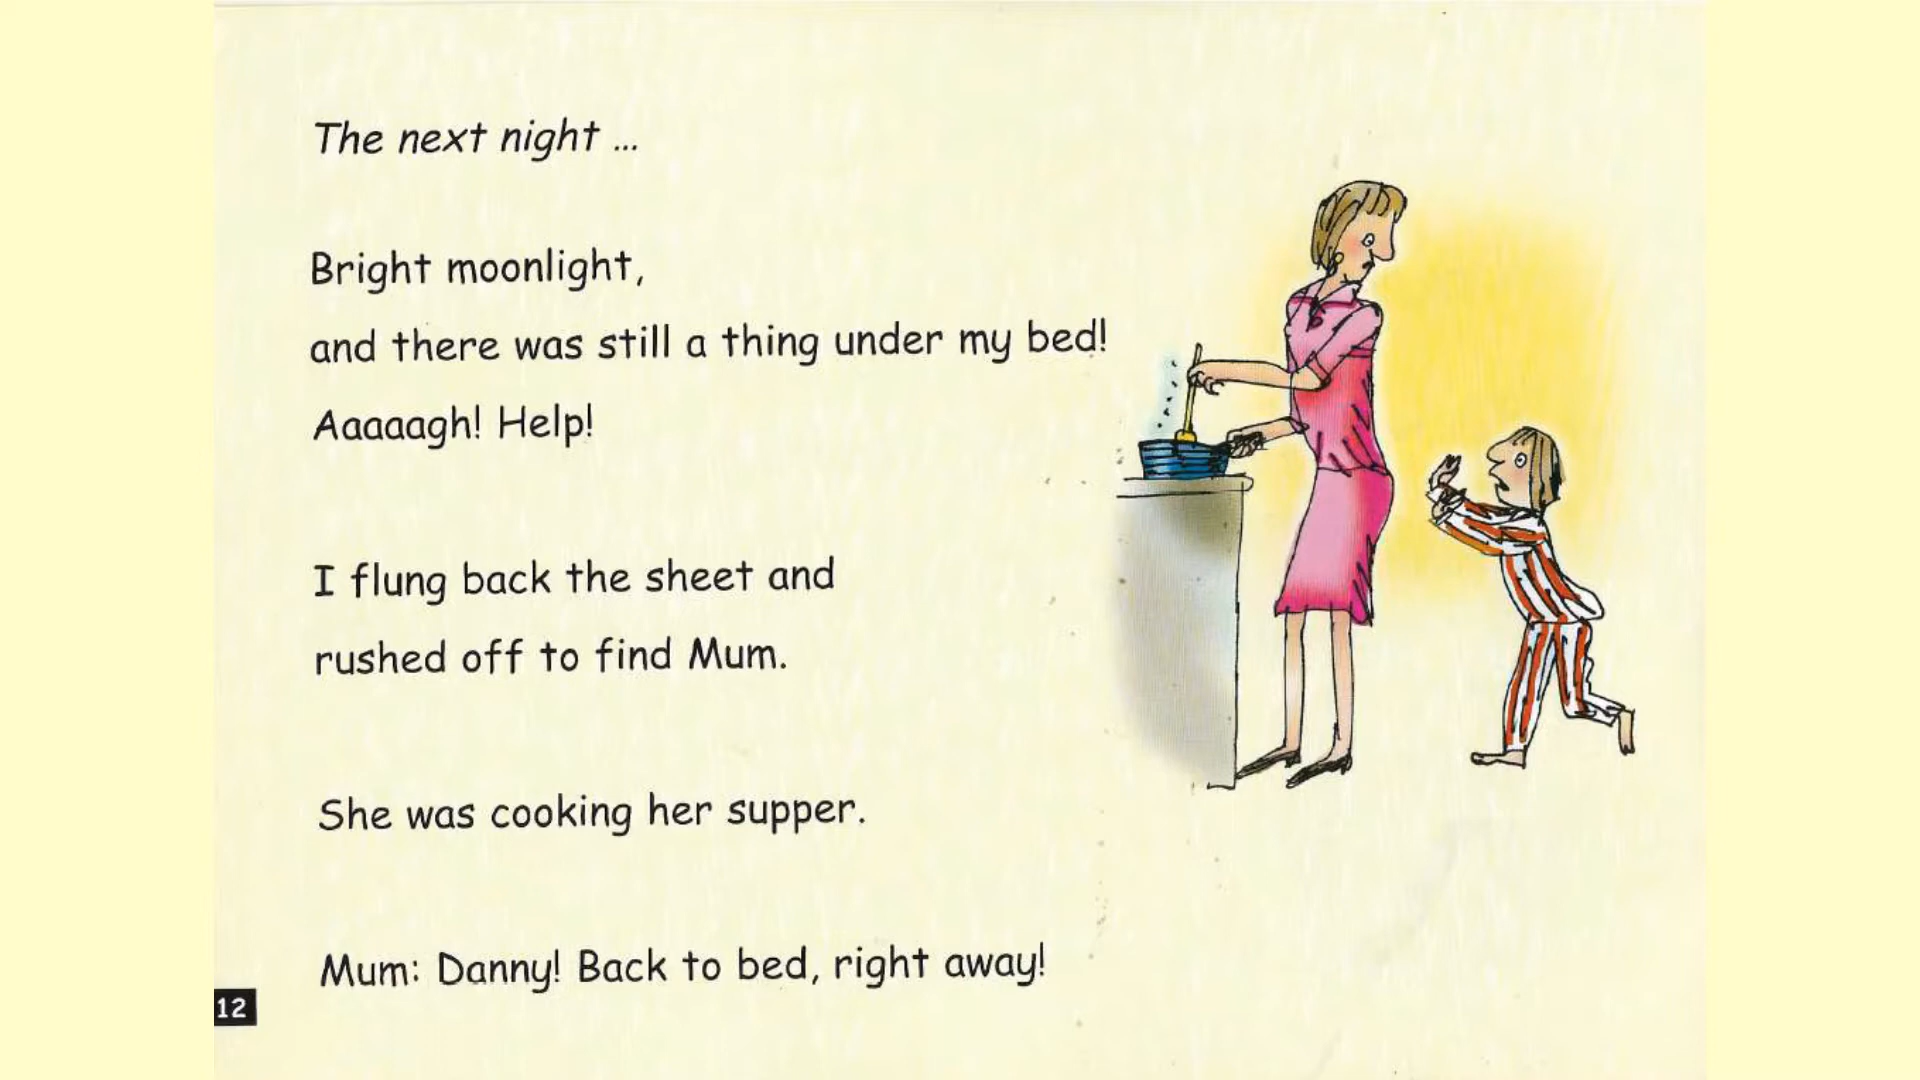 The next night ...
Bright moonlight,
and there was still a thing under my bed!
Aaaaagh! Help!
I flung back the sheet and
rushed off to find Mum.
She was cooking her supper.
Mum: Danny! Back to bed, right away!
12